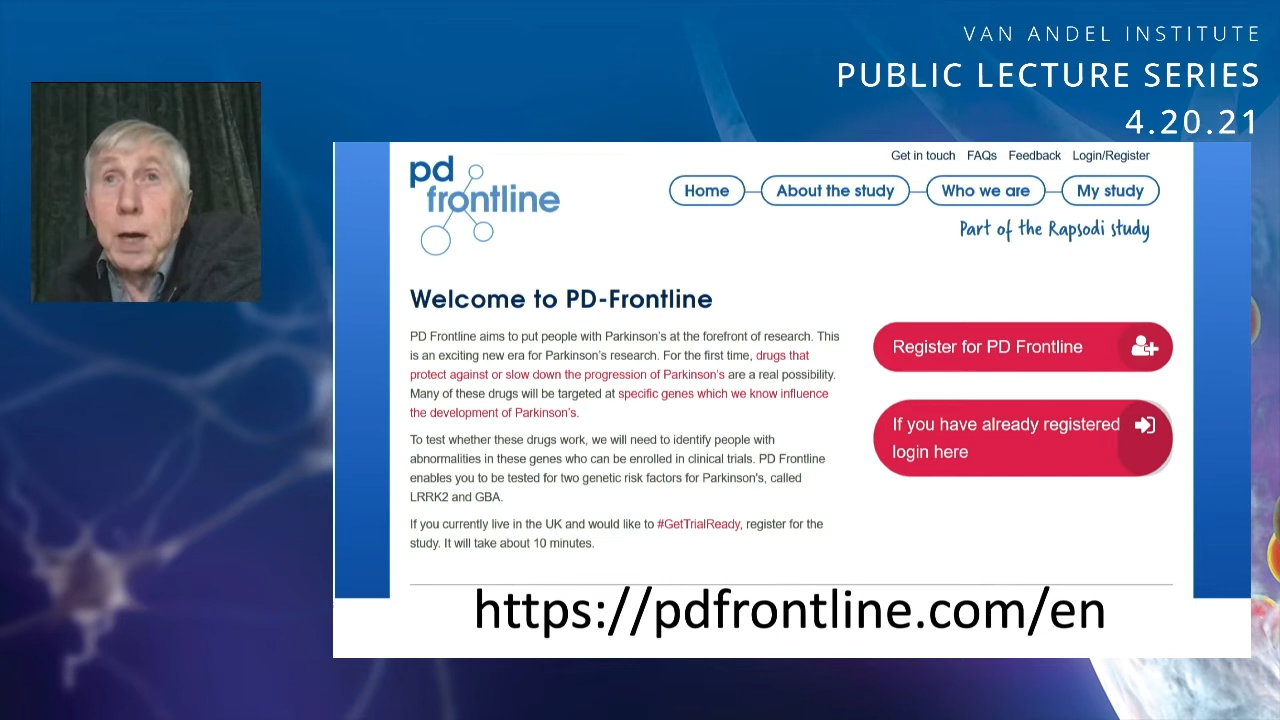 VAN ANDEL INSTITUTE
PUBLIC LECTURE SERIES
4.20.21
pd
frontline
Get in touch FAQs Feedback Login/Register
Home About the study Who we are My study
Part of the Rapsodi study
Welcome to PD-Frontline
PD Frontline aims to put people with Parkinson's at the forefront of research. This
is an exciting new era for Parkinson's research. For the first time, drugs that
protect against or slow down the progression of Parkinson's are a real possibility.
Many of these drugs will be targeted at specific genes which we know influence
the development of Parkinson's.
To test whether these drugs work, we will need to identify people with
abnormalities in these genes who can be enrolled in clinical trials. PD Frontline
enables you to be tested for two genetic risk factors for Parkinson's, called
LRRK2 and GBA.
If you currently live in the UK and would like to #GetTrialReady, register for the
study. It will take about 10 minutes.
Register for PD Frontline
If you have already registered
login here
https://pdfrontline.com/en